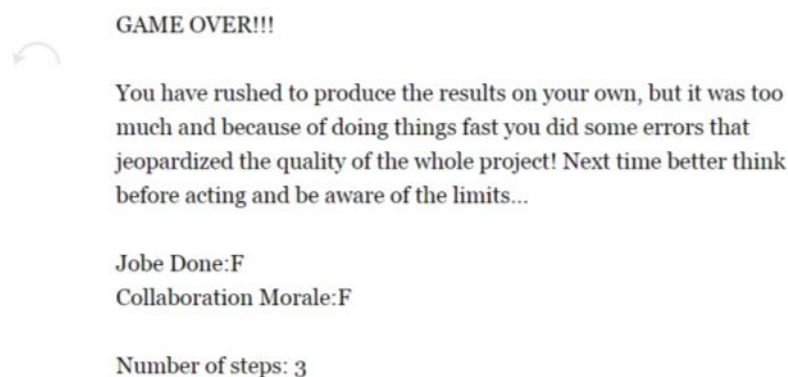 GAME OVER!!!
You have rushed to produce the results on your own, but it was too
much and because of doing things fast you did some errors that
jeopardized the quality of the whole project! Next time better think
before acting and be aware of the limits...
Jobe Done:F
Collaboration Morale:F
Number of steps: 3